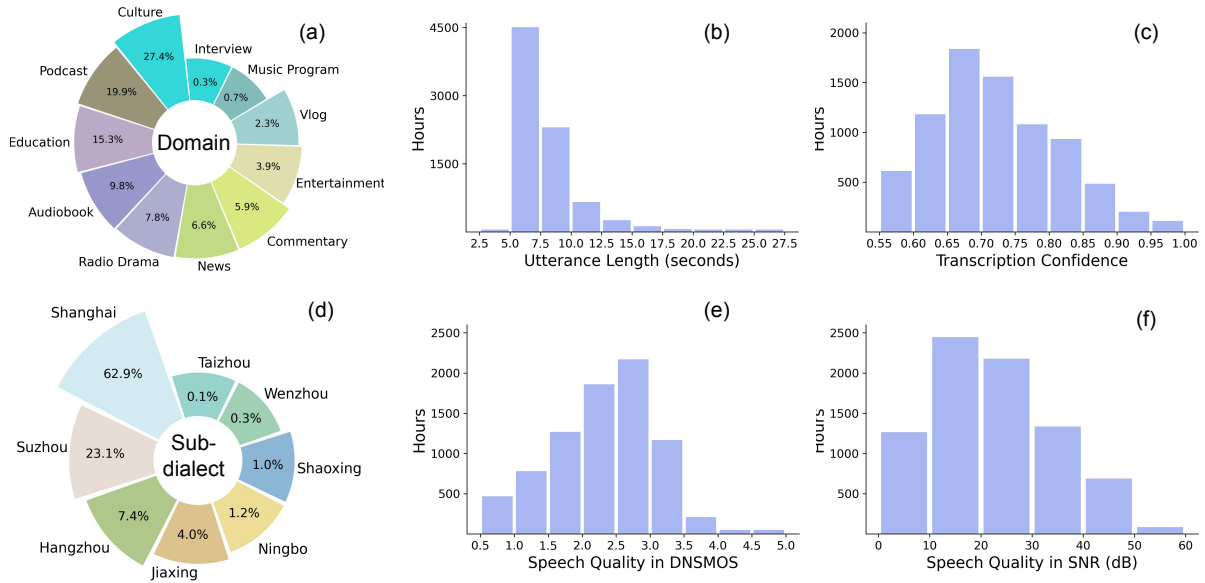 (a)
Culture
27.4%
Interview
0.3%
Music Program
0.7%
Vlog
2.3%
Entertainment
3.9%
Commentary
5.9%
News
6.6%
Radio Drama
7.8%
Audiobook
9.8%
Education
15.3%
Podcast
19.9%
Domain
(b)
Hours
4500
3000
1500
2.5 5.0 7.5 10.0 12.5 15.0 17.5 20.0 22.5 25.0 27.5
Utterance Length (seconds)
(c)
Hours
2000
1500
1000
500
0.55 0.60 0.65 0.70 0.75 0.80 0.85 0.90 0.95 1.00
Transcription Confidence
(d)
Shanghai
62.9%
Taizhou
0.1%
Wenzhou
0.3%
Shaoxing
1.0%
Ningbo
1.2%
Jiaxing
4.0%
Hangzhou
7.4%
Suzhou
23.1%
Sub-
dialect
(e)
Hours
2500
2000
1500
1000
500
0.5 1.0 1.5 2.0 2.5 3.0 3.5 4.0 4.5 5.0
Speech Quality in DNSMOS
(f)
Hours
2500
2000
1500
1000
500
0 10 20 30 40 50 60
Speech Quality in SNR (dB)